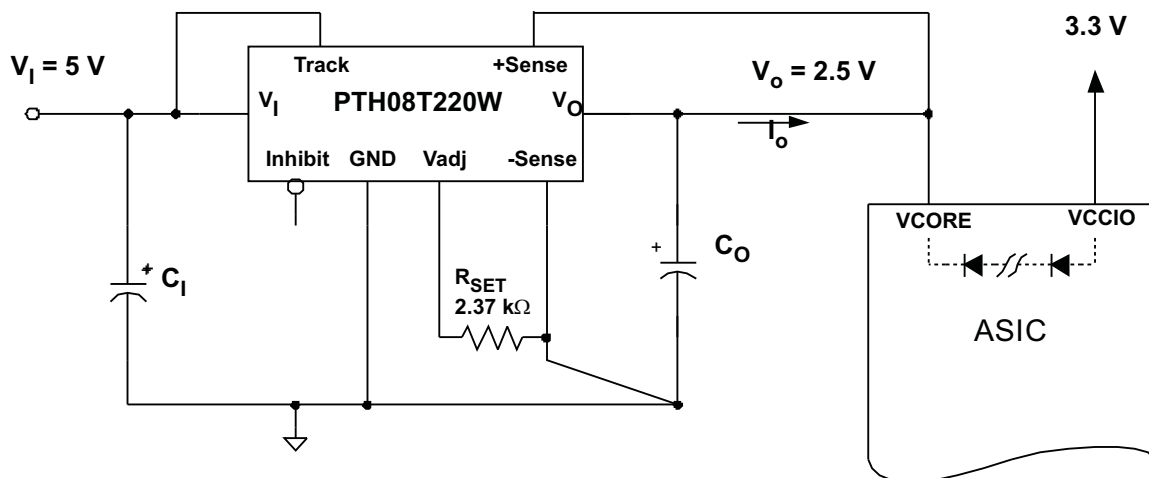 3.3 V
V_I = 5 V
Track
+Sense
V_o = 2.5 V
V_I
PTH08T220W
V_O
I_o
Inhibit
GND
Vadj
-Sense
VCORE
VCCIO
+
C_I
+
C_O
R_SET
2.37 kΩ
ASIC